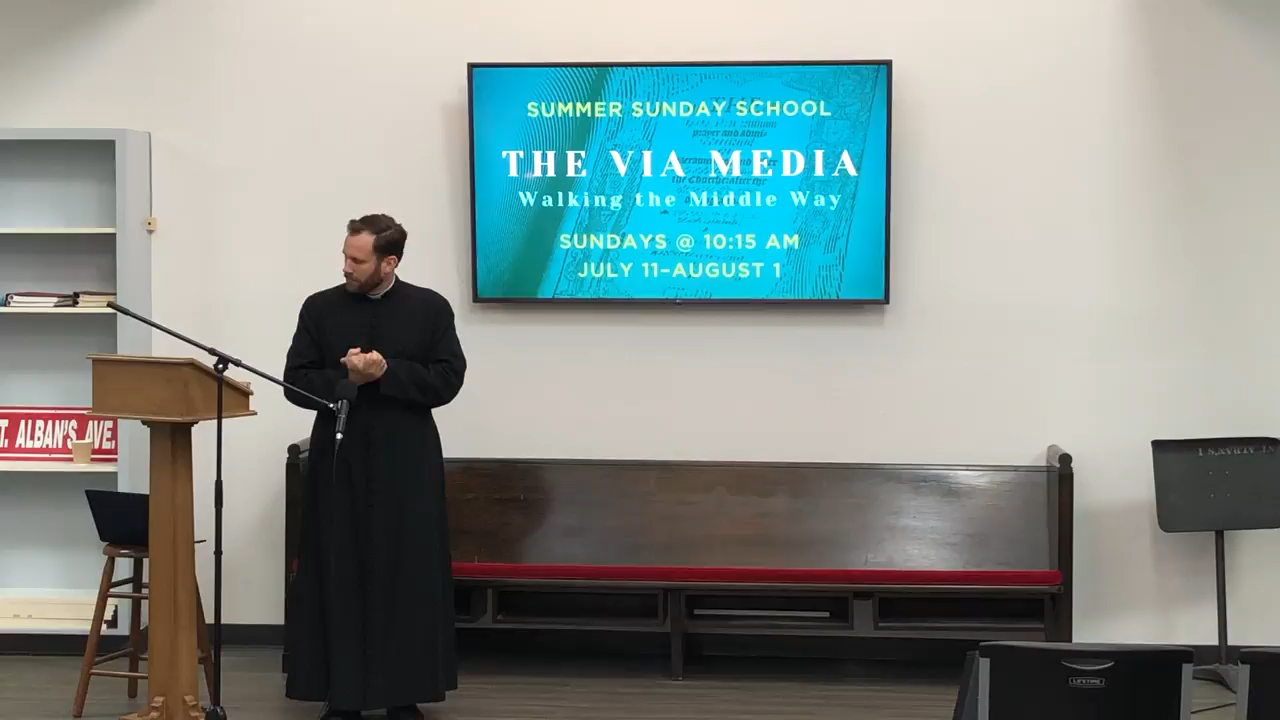 SUMMER SUNDAY SCHOOL
THE VIA MEDIA
Walking the Middle Way
SUNDAYS @ 10:15 AM
JULY 11–AUGUST 1
T. ALBAN'S AVE.
LIFETIME